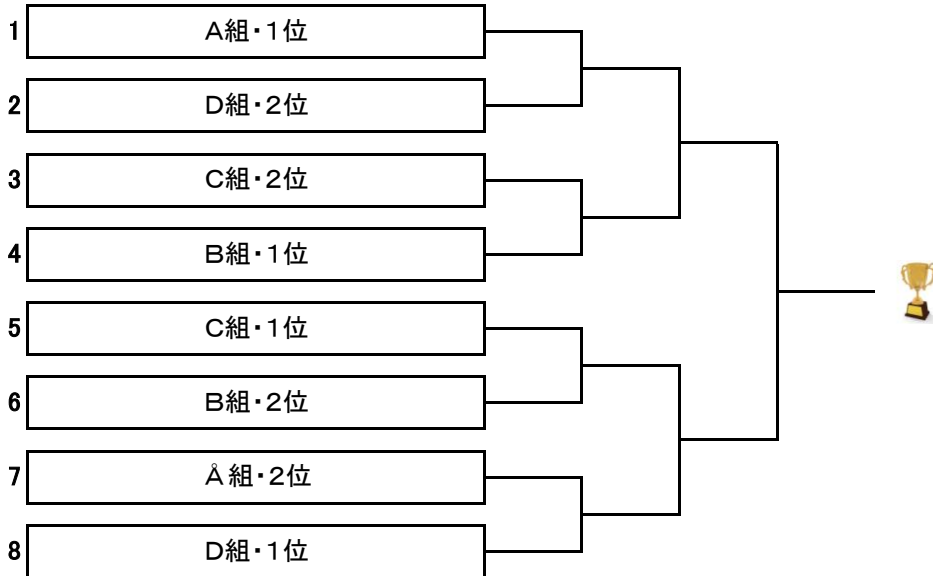 1 A組・1位
2 D組・2位
3 C組・2位
4 B組・1位
5 C組・1位
6 B組・2位
7 Å組・2位
8 D組・1位